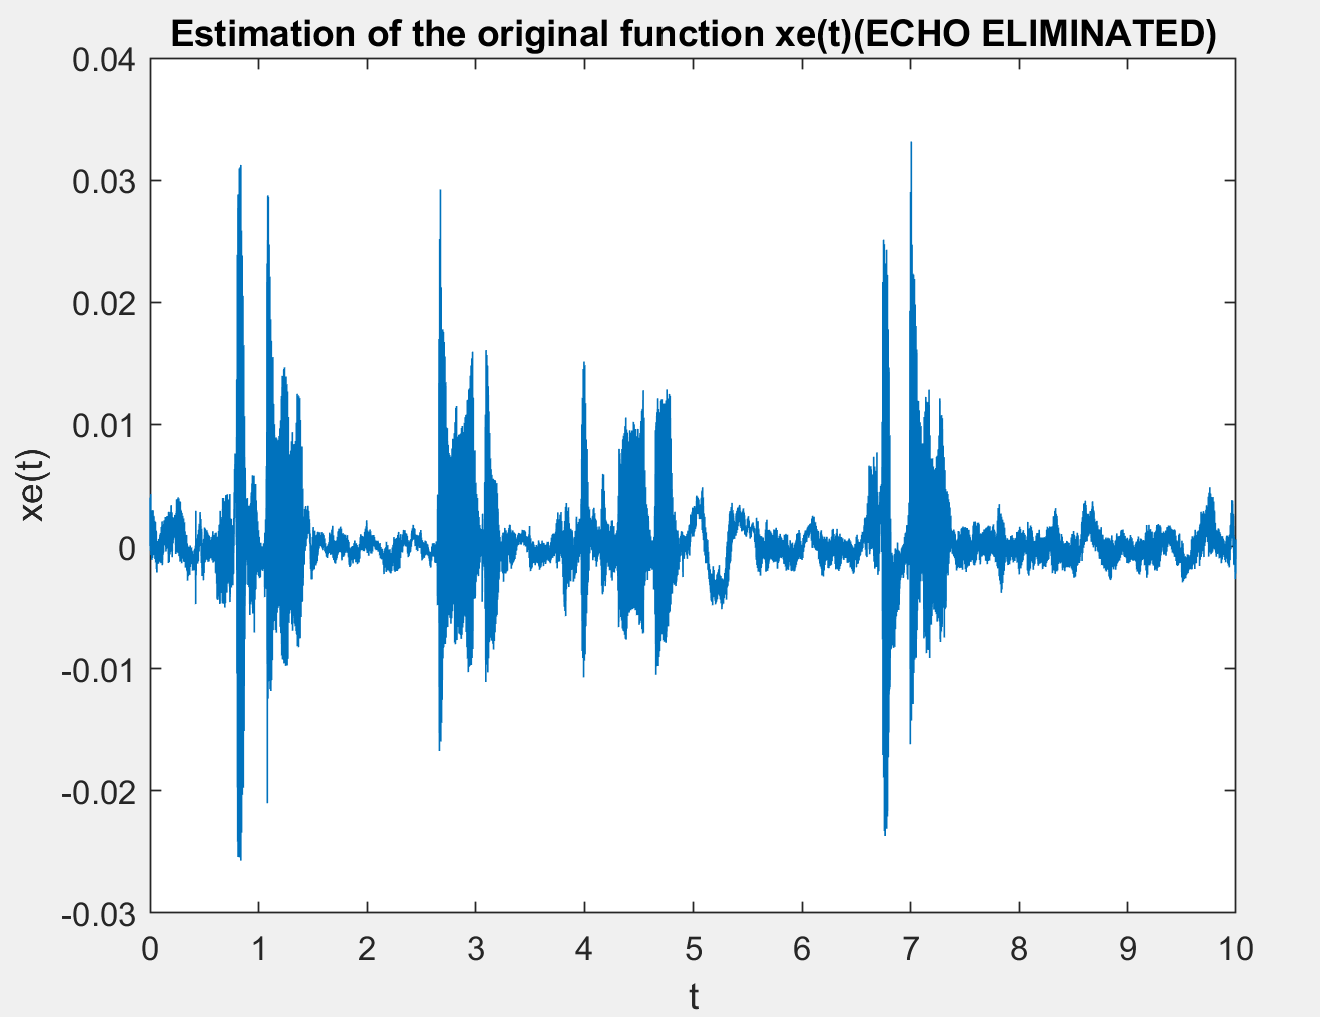 Estimation of the original function xe(t)(ECHO ELIMINATED)
0.04
0.03
0.02
0.01
0
-0.01
-0.02
-0.03
xe(t)
0 1 2 3 4 5 6 7 8 9 10
t